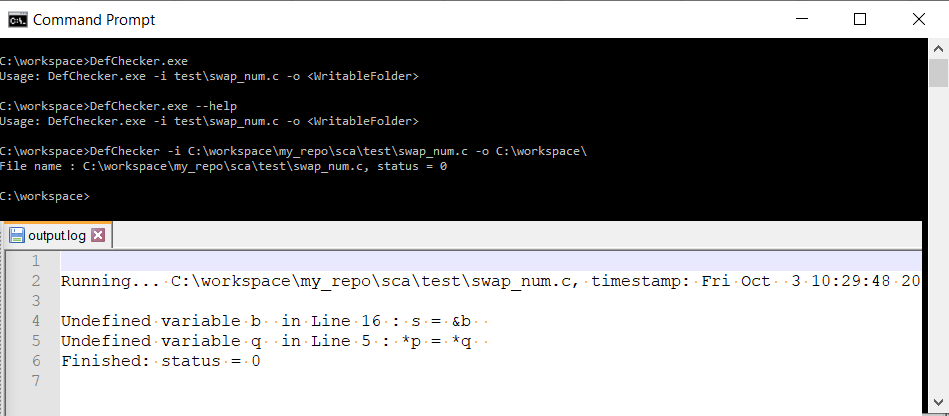 Command Prompt
C:\workspace>DefChecker.exe
Usage: DefChecker.exe -i test\swap_num.c -o <WritableFolder>
C:\workspace>DefChecker.exe --help
Usage: DefChecker.exe -i test\swap_num.c -o <WritableFolder>
C:\workspace>DefChecker -i C:\workspace\my_repo\sca\test\swap_num.c -o C:\workspace\
File name : C:\workspace\my_repo\sca\test\swap_num.c, status = 0
C:\workspace>
output.log
1
2 Running... C:\workspace\my_repo\sca\test\swap_num.c, timestamp: Fri Oct  3 10:29:48 20
3
4 Undefined variable b  in Line 16 : s = &b
5 Undefined variable q  in Line 5 : *p = *q
6 Finished: status = 0
7